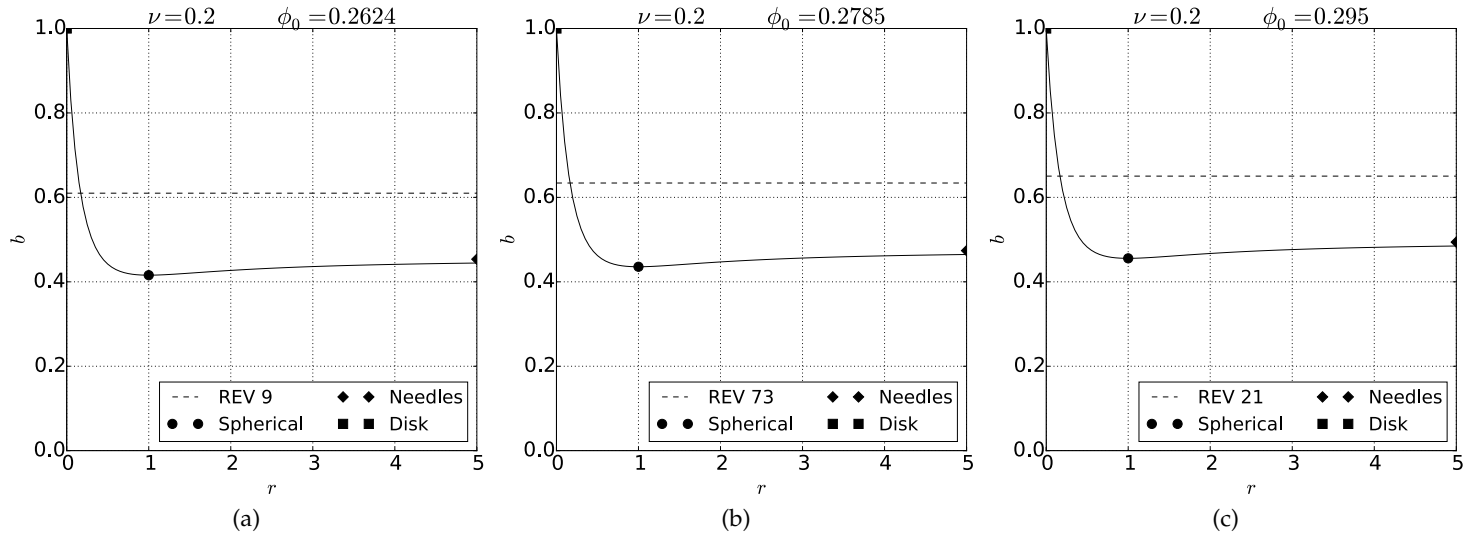 ν=0.2 ϕ₀=0.2624
1.0
0.8
0.6
b
0.4
0.2
0.0
REV 9 Needles
Spherical Disk
0 1 2 3 4 5
r
(a)
ν=0.2 ϕ₀=0.2785
1.0
0.8
0.6
b
0.4
0.2
0.0
REV 73 Needles
Spherical Disk
0 1 2 3 4 5
r
(b)
ν=0.2 ϕ₀=0.295
1.0
0.8
0.6
b
0.4
0.2
0.0
REV 21 Needles
Spherical Disk
0 1 2 3 4 5
r
(c)